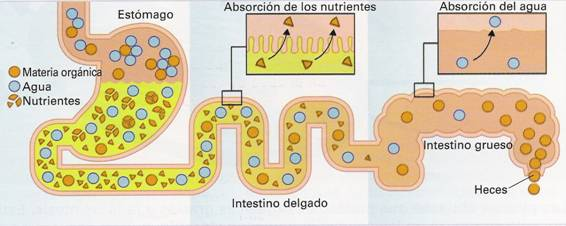 Estómago
Absorción de los nutrientes
Absorción del agua
Materia orgánica
Agua
Nutrientes
Intestino delgado
Intestino grueso
Heces